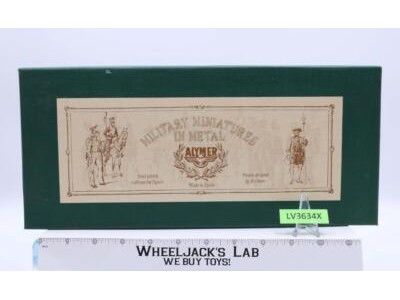 MILITARY MINIATURES
IN METAL
ALYMER
Made in Spain
LV3634X
WHEELJACK'S LAB
WE BUY TOYS!